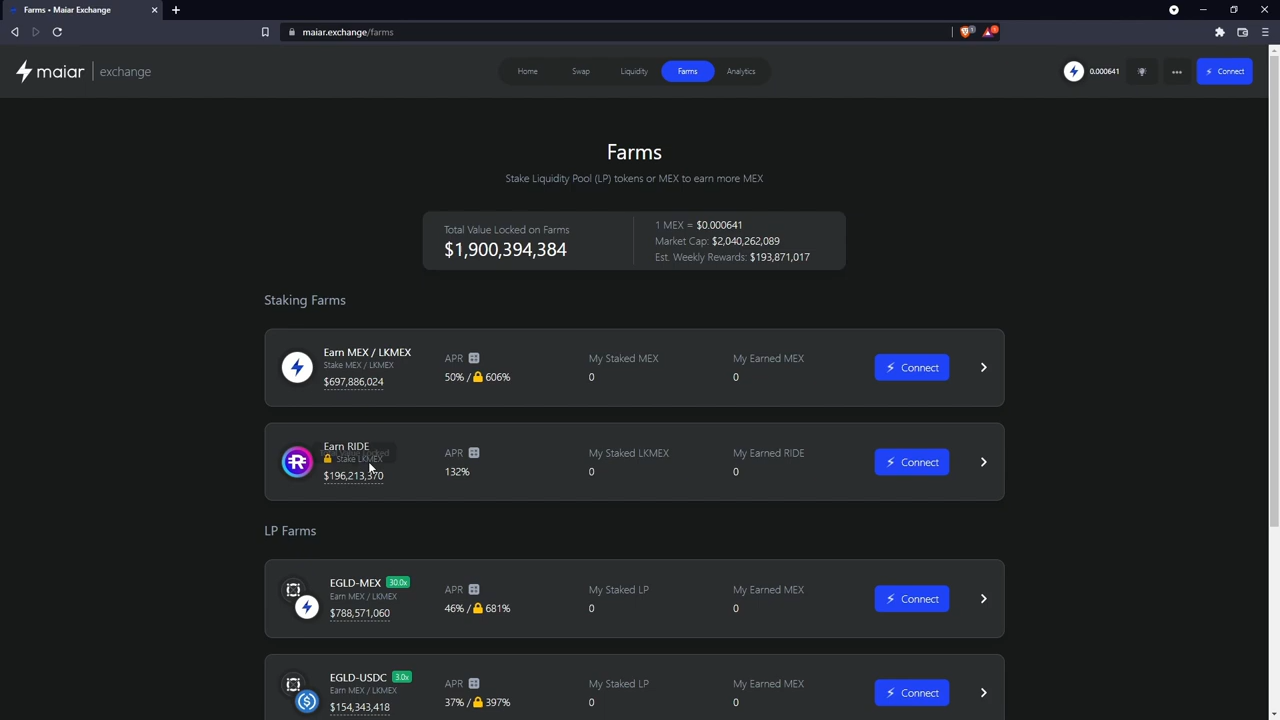 Farms • Maiar Exchange
maiar.exchange/farms
maiar exchange
Home Swap Liquidity Farms Analytics
0.000641
Connect
Farms
Stake Liquidity Pool (LP) tokens or MEX to earn more MEX
Total Value Locked on Farms
$1,900,394,384
1 MEX = $0.000641
Market Cap: $2,040,262,089
Est. Weekly Rewards: $193,871,017
Staking Farms
Earn MEX / LKMEX
Stake MEX / LKMEX
$697,886,024
APR
50% / 606%
My Staked MEX
0
My Earned MEX
0
Connect
Earn RIDE
Stake LKMEX
$196,213,370
APR
132%
My Staked LKMEX
0
My Earned RIDE
0
Connect
LP Farms
EGLD-MEX 30.0x
Earn MEX / LKMEX
$788,571,060
APR
46% / 681%
My Staked LP
0
My Earned MEX
0
Connect
EGLD-USDC 3.0x
Earn MEX / LKMEX
$154,343,418
APR
37% / 397%
My Staked LP
0
My Earned MEX
0
Connect